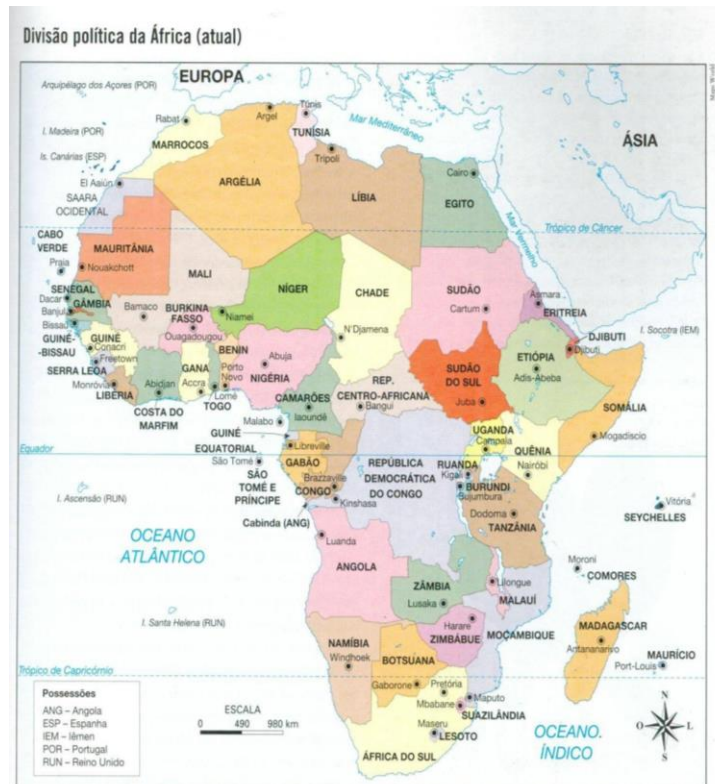 Divisão política da África (atual)
EUROPA
Arquipélago dos Açores (POR)
Mar Mediterrâneo
ÁSIA
I. Madeira (POR)
Is. Canárias (ESP)
Rabat
MARROCOS
Argel
Túnis
TUNÍSIA
Trípoli
El Aaiún
SAARA
OCIDENTAL
ARGÉLIA
LÍBIA
Cairo
EGITO
Mar Vermelho
Trópico de Câncer
CABO
VERDE
Praia
MAURITÂNIA
Nouakchott
MALI
NÍGER
CHADE
SUDÃO
Cartum
Asmara
ERITREIA
SENEGAL
Dacar
GÂMBIA
Banjul
Bissau
GUINÉ
-BISSAU
Bamaco
BURKINA
FASSO
Ouagadougou
Niamei
N'Djamena
DJIBUTI
Djibuti
I. Socotra (IEM)
GUINÉ
Conacri
Freetown
SERRA LEOA
Monróvia
LIBÉRIA
Abidjan
COSTA DO
MARFIM
GANA
Accra
BENIN
Porto
Novo
Lomé
TOGO
Abuja
NIGÉRIA
CAMARÕES
Iaoundê
REP.
CENTRO-AFRICANA
Bangui
SUDÃO
DO SUL
Juba
ETIÓPIA
Adis-Abeba
SOMÁLIA
Mogadiscio
Malabo
GUINÉ
EQUATORIAL
Equador
São Tomé
SÃO
TOMÉ E
PRÍNCIPE
Libreville
GABÃO
Brazzaville
CONGO
Kinshasa
Cabinda (ANG)
REPÚBLICA
DEMOCRÁTICA
DO CONGO
UGANDA
Campala
QUÊNIA
Nairóbi
RUANDA
Kigali
BURUNDI
Bujumbura
Dodoma
TANZÂNIA
Vitória
SEYCHELLES
I. Ascensão (RUN)
OCEANO
ATLÂNTICO
Luanda
ANGOLA
ZÂMBIA
Lusaka
Lilongue
MALAUÍ
Moroni
COMORES
I. Santa Helena (RUN)
Harare
ZIMBÁBUE
MOÇAMBIQUE
MADAGASCAR
Antananarivo
MAURÍCIO
Port-Louis
NAMÍBIA
Windhoek
BOTSUANA
Gaborone
Trópico de Capricórnio
Pretória
Mbabane
Maputo
SUAZILÂNDIA
Maseru
LESOTO
ÁFRICA DO SUL
OCEANO.
ÍNDICO
N
O
L
S
Possessões
ANG – Angola
ESP – Espanha
IEM – Iêmen
POR – Portugal
RUN – Reino Unido
ESCALA
0 490 980 km